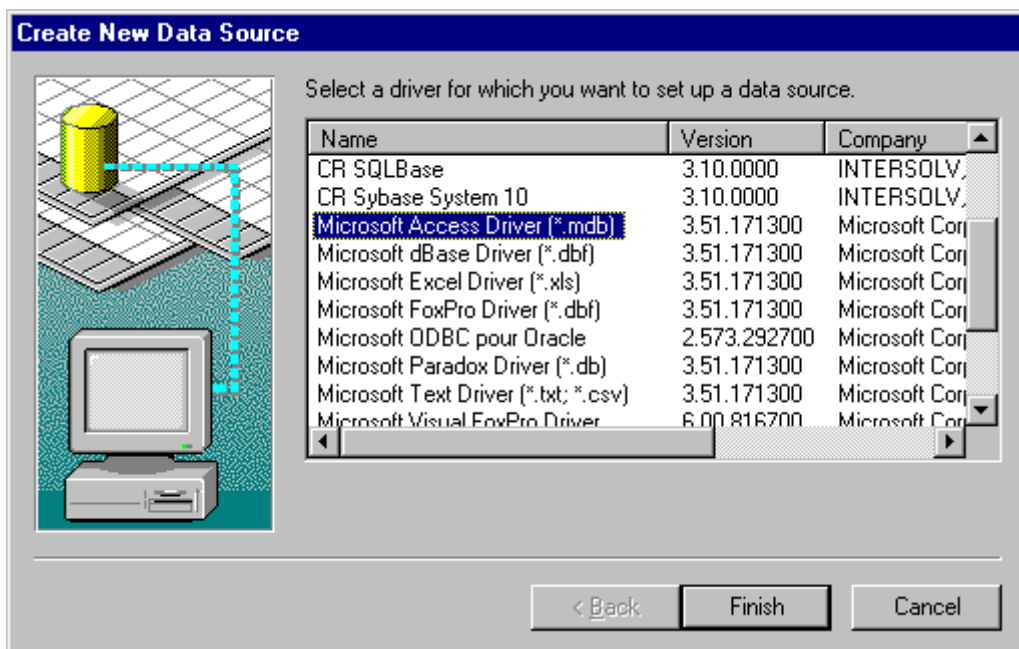 Create New Data Source
Select a driver for which you want to set up a data source.
Name Version Company
CR SQLBase 3.10.0000 INTERSOLV,
CR Sybase System 10 3.10.0000 INTERSOLV,
Microsoft Access Driver (*.mdb) 3.51.171300 Microsoft Cor
Microsoft dBase Driver (*.dbf) 3.51.171300 Microsoft Cor
Microsoft Excel Driver (*.xls) 3.51.171300 Microsoft Cor
Microsoft FoxPro Driver (*.dbf) 3.51.171300 Microsoft Cor
Microsoft ODBC pour Oracle 2.573.292700 Microsoft Cor
Microsoft Paradox Driver (*.db) 3.51.171300 Microsoft Cor
Microsoft Text Driver (*.txt; *.csv) 3.51.171300 Microsoft Cor
Microsoft Visual FoxPro Driver 6.00.816700 Microsoft Cor
< Back Finish Cancel